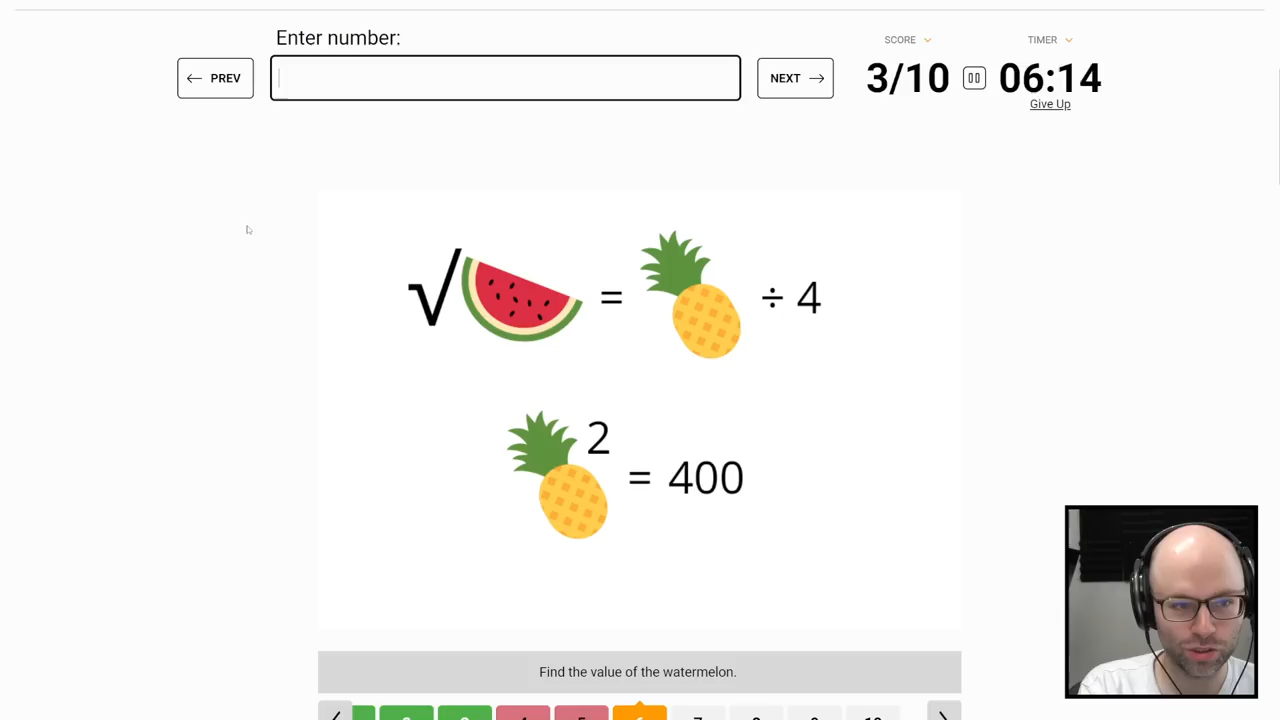 Enter number:
← PREV
NEXT →
SCORE
3/10
TIMER
06:14
Give Up
√ = ÷ 4
2 = 400
Find the value of the watermelon.